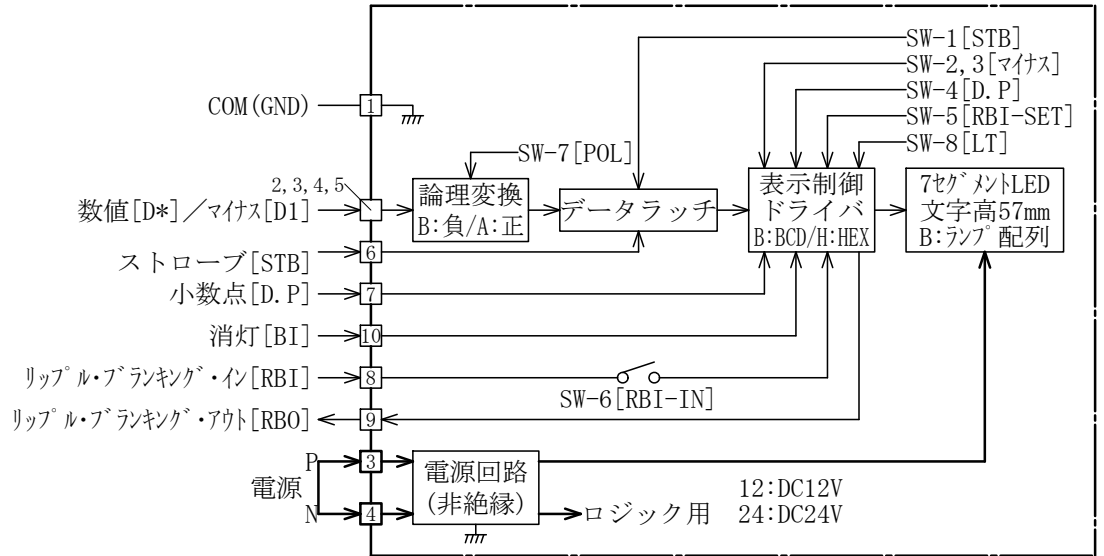 SW-1[STB]
SW-2,3[マイナス]
SW-4[D.P]
SW-5[RBI-SET]
SW-8[LT]
COM(GND)
1
SW-7[POL]
2,3,4,5
数値[D*]/マイナス[D1]
論理変換
B:負/A:正
データラッチ
表示制御
ドライバ
B:BCD/H:HEX
7セグメントLED
文字高57mm
B:ランプ配列
ストローブ[STB]
6
小数点[D.P]
7
消灯[BI]
10
リップル・ブランキング・イン[RBI]
8
SW-6[RBI-IN]
リップル・ブランキング・アウト[RBO]
9
電源
P
3
N
4
電源回路
(非絶縁)
ロジック用
12:DC12V
24:DC24V